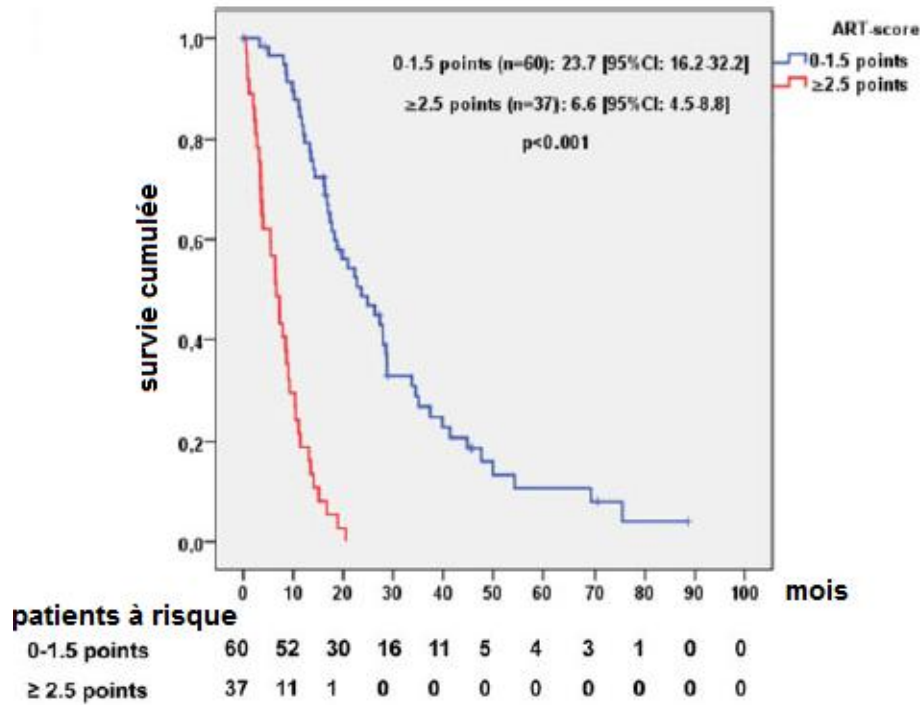 ART-score
0-1.5 points
≥2.5 points
0-1.5 points (n=60): 23.7 [95%CI: 16.2-32.2]
≥2.5 points (n=37): 6.6 [95%CI: 4.5-8.8]
p<0.001
survie cumulée
1,0
0,8
0,6
0,4
0,2
0,0
0 10 20 30 40 50 60 70 80 90 100 mois
patients à risque
0-1.5 points 60 52 30 16 11 5 4 3 1 0 0
≥ 2.5 points 37 11 1 0 0 0 0 0 0 0 0